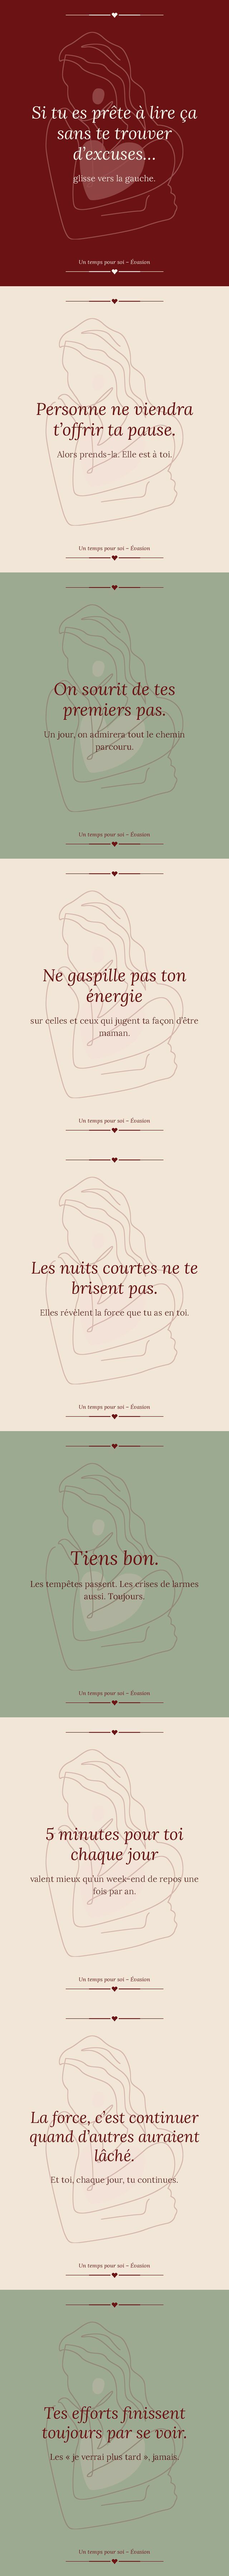 Si tu es prête à lire ça
sans te trouver
d'excuses...
glisse vers la gauche.
Un temps pour soi – Évasion
Personne ne viendra
t'offrir ta pause.
Alors prends-la. Elle est à toi.
Un temps pour soi – Évasion
On sourit de tes
premiers pas.
Un jour, on admirera tout le chemin
parcouru.
Un temps pour soi – Évasion
Ne gaspille pas ton
énergie
sur celles et ceux qui jugent ta façon d'être
maman.
Un temps pour soi – Évasion
Les nuits courtes ne te
brisent pas.
Elles révèlent la force que tu as en toi.
Un temps pour soi – Évasion
Tiens bon.
Les tempêtes passent. Les crises de larmes
aussi. Toujours.
Un temps pour soi – Évasion
5 minutes pour toi
chaque jour
valent mieux qu'un week-end de repos une
fois par an.
Un temps pour soi – Évasion
La force, c'est continuer
quand d'autres auraient
lâché.
Et toi, chaque jour, tu continues.
Un temps pour soi – Évasion
Tes efforts finissent
toujours par se voir.
Les « je verrai plus tard », jamais.
Un temps pour soi – Évasion